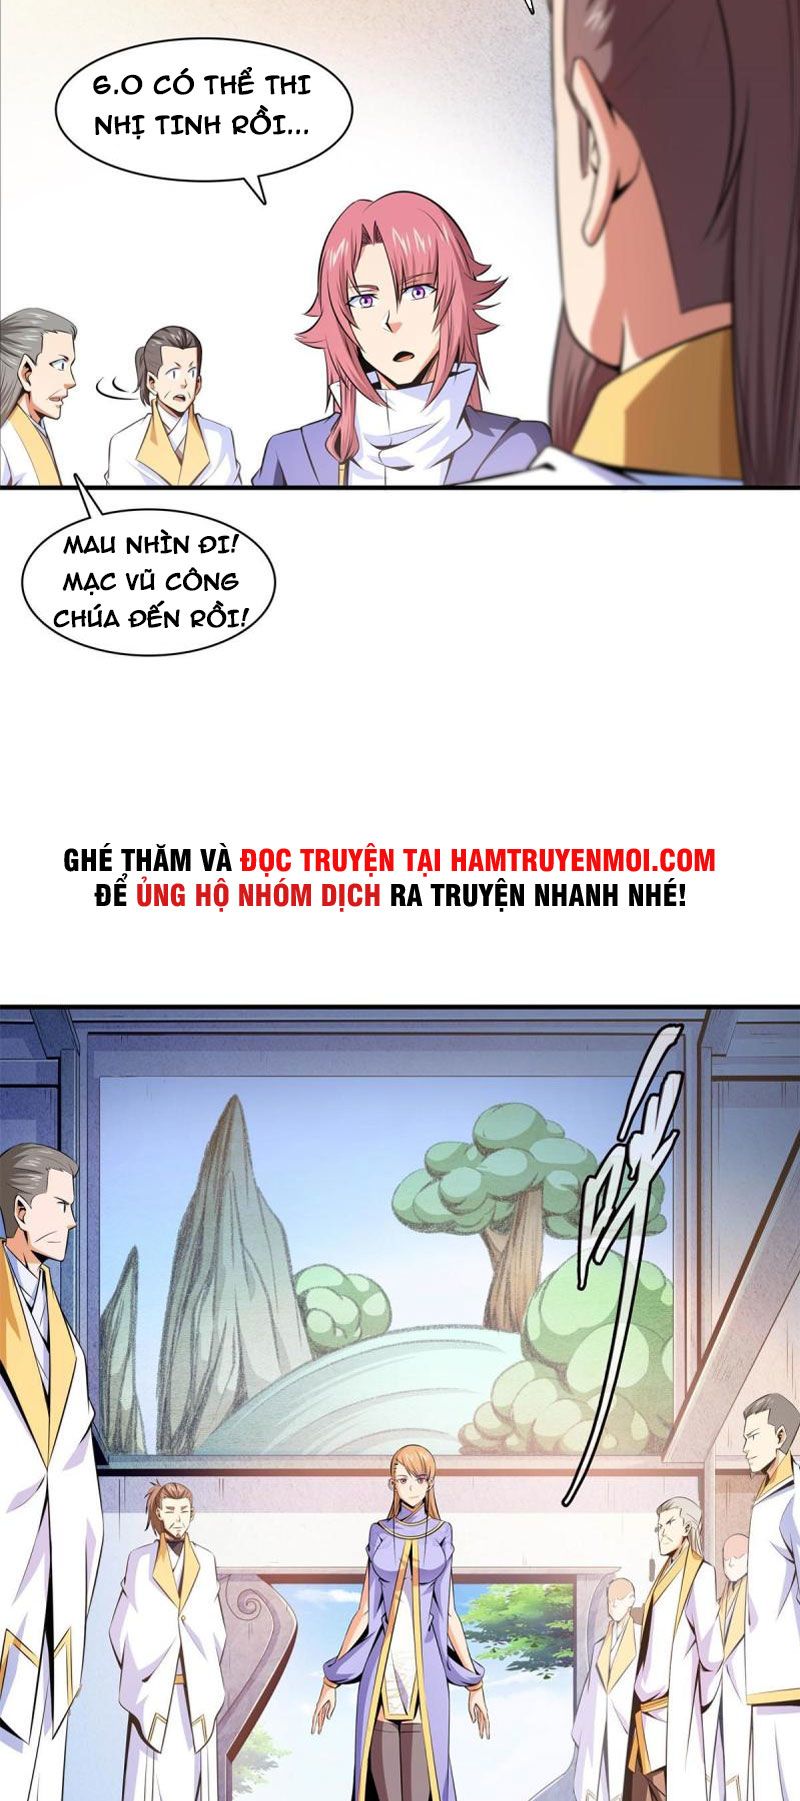 6.0 CÓ THỂ THI
NHỊ TINH RỒI...
MAU NHÌN ĐI!
MẠC VŨ CÔNG
CHÚA ĐẾN RỒI!
GHÉ THĂM VÀ ĐỌC TRUYỆN TẠI HAMTRUYENMOI.COM
ĐỂ ỦNG HỘ NHÓM DỊCH RA TRUYỆN NHANH NHÉ!